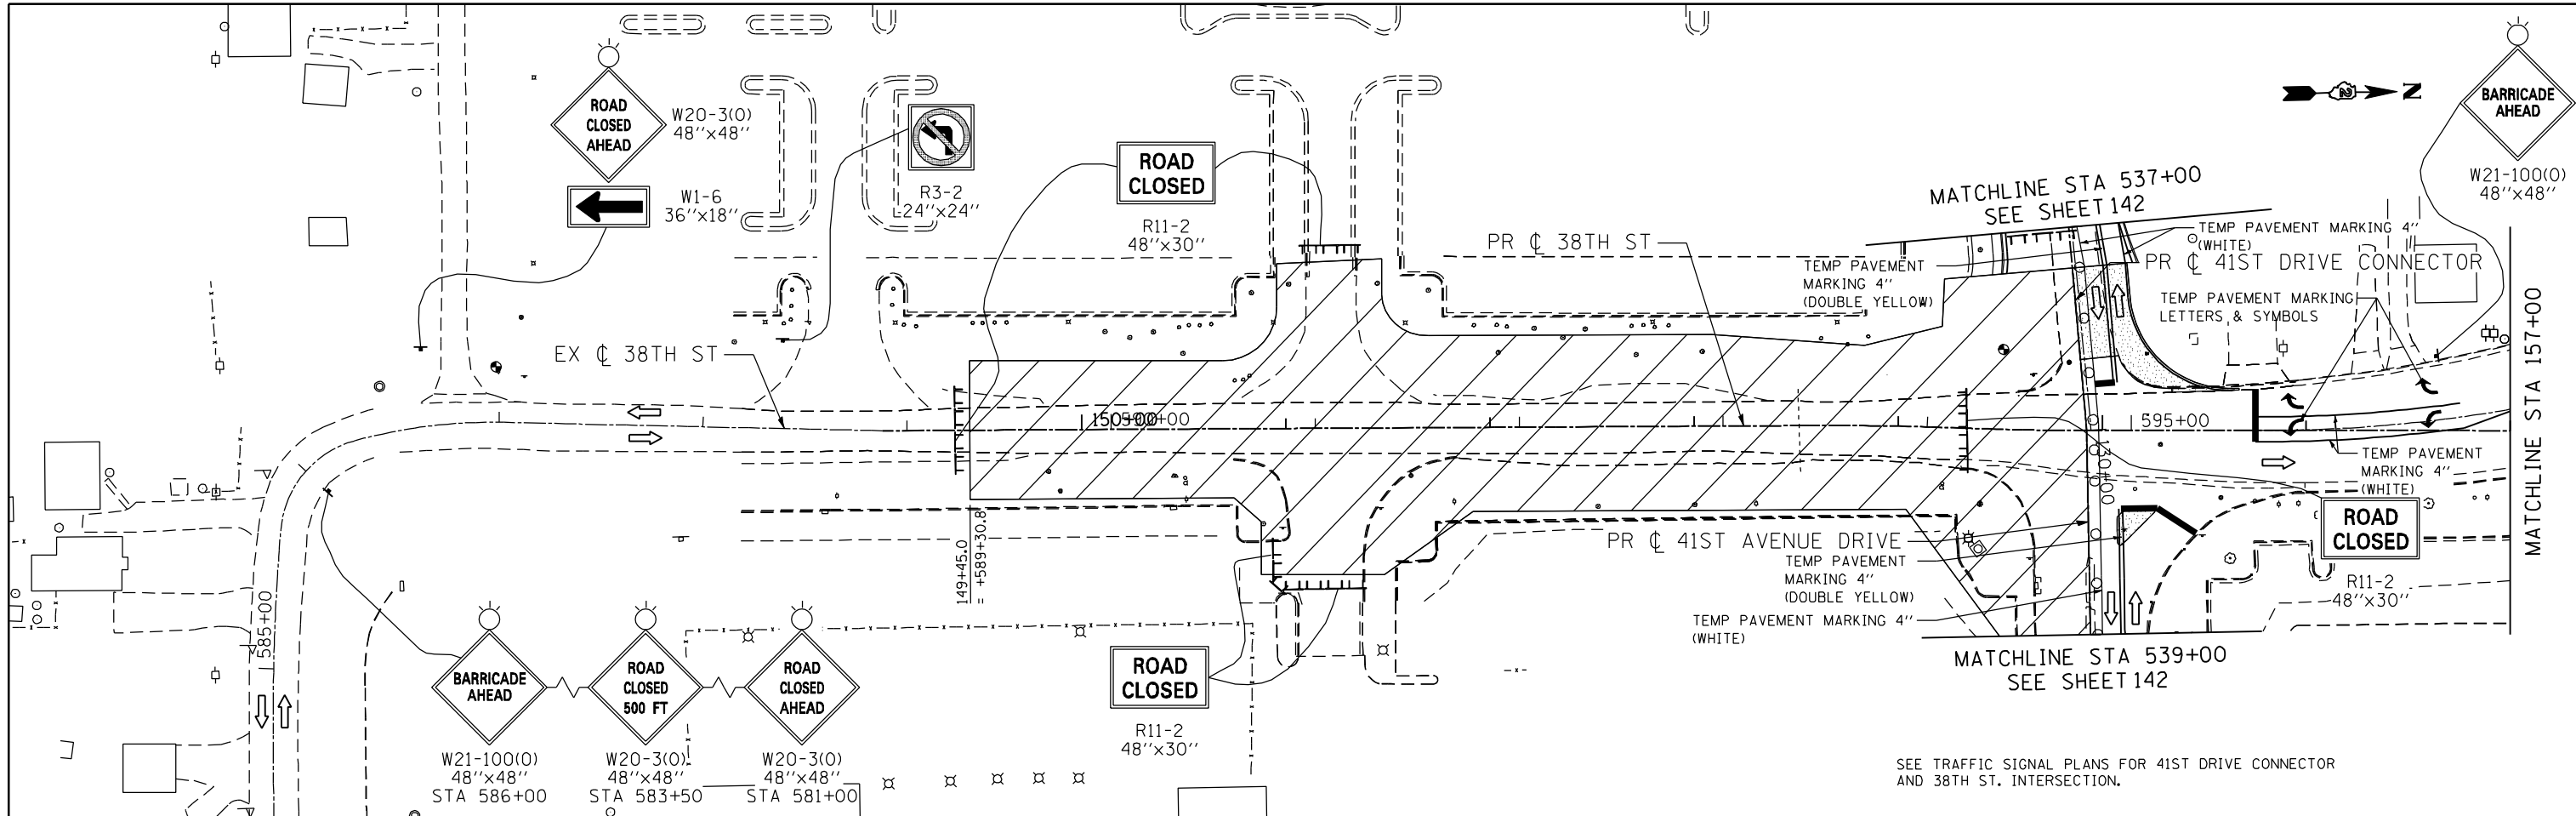 ROAD
CLOSED
AHEAD
W20-3(O)
48"x48"
W1-6
36"x18"
R3-2
24"x24"
ROAD
CLOSED
R11-2
48"x30"
PR ℄ 38TH ST
EX ℄ 38TH ST
MATCHLINE STA 537+00
SEE SHEET 142
TEMP PAVEMENT MARKING 4"
(WHITE)
PR ℄ 41ST DRIVE CONNECTOR
TEMP PAVEMENT
MARKING 4"
(DOUBLE YELLOW)
TEMP PAVEMENT MARKING
LETTERS & SYMBOLS
N
BARRICADE
AHEAD
W21-100(O)
48"x48"
MATCHLINE STA 157+00
595+00
130+00
TEMP PAVEMENT
MARKING 4"
(WHITE)
ROAD
CLOSED
R11-2
48"x30"
149+45.0
= +589+30.8
585+00
PR ℄ 41ST AVENUE DRIVE
TEMP PAVEMENT
MARKING 4"
(DOUBLE YELLOW)
TEMP PAVEMENT MARKING 4"
(WHITE)
MATCHLINE STA 539+00
SEE SHEET 142
BARRICADE
AHEAD
W21-100(O)
48"x48"
STA 586+00
ROAD
CLOSED
500 FT
W20-3(O)
48"x48"
STA 583+50
ROAD
CLOSED
AHEAD
W20-3(O)
48"x48"
STA 581+00
ROAD
CLOSED
R11-2
48"x30"
SEE TRAFFIC SIGNAL PLANS FOR 41ST DRIVE CONNECTOR
AND 38TH ST. INTERSECTION.